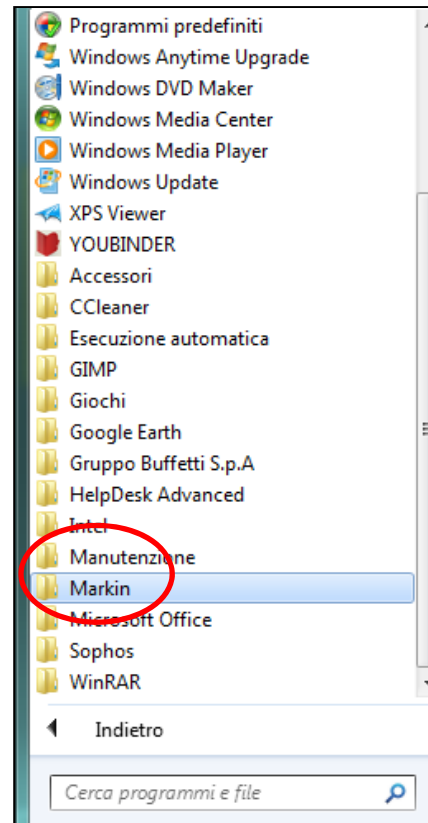 Programmi predefiniti
Windows Anytime Upgrade
Windows DVD Maker
Windows Media Center
Windows Media Player
Windows Update
XPS Viewer
YOUBINDER
Accessori
CCleaner
Esecuzione automatica
GIMP
Giochi
Google Earth
Gruppo Buffetti S.p.A
HelpDesk Advanced
Intel
Manutenzione
Markin
Microsoft Office
Sophos
WinRAR
Indietro
Cerca programmi e file